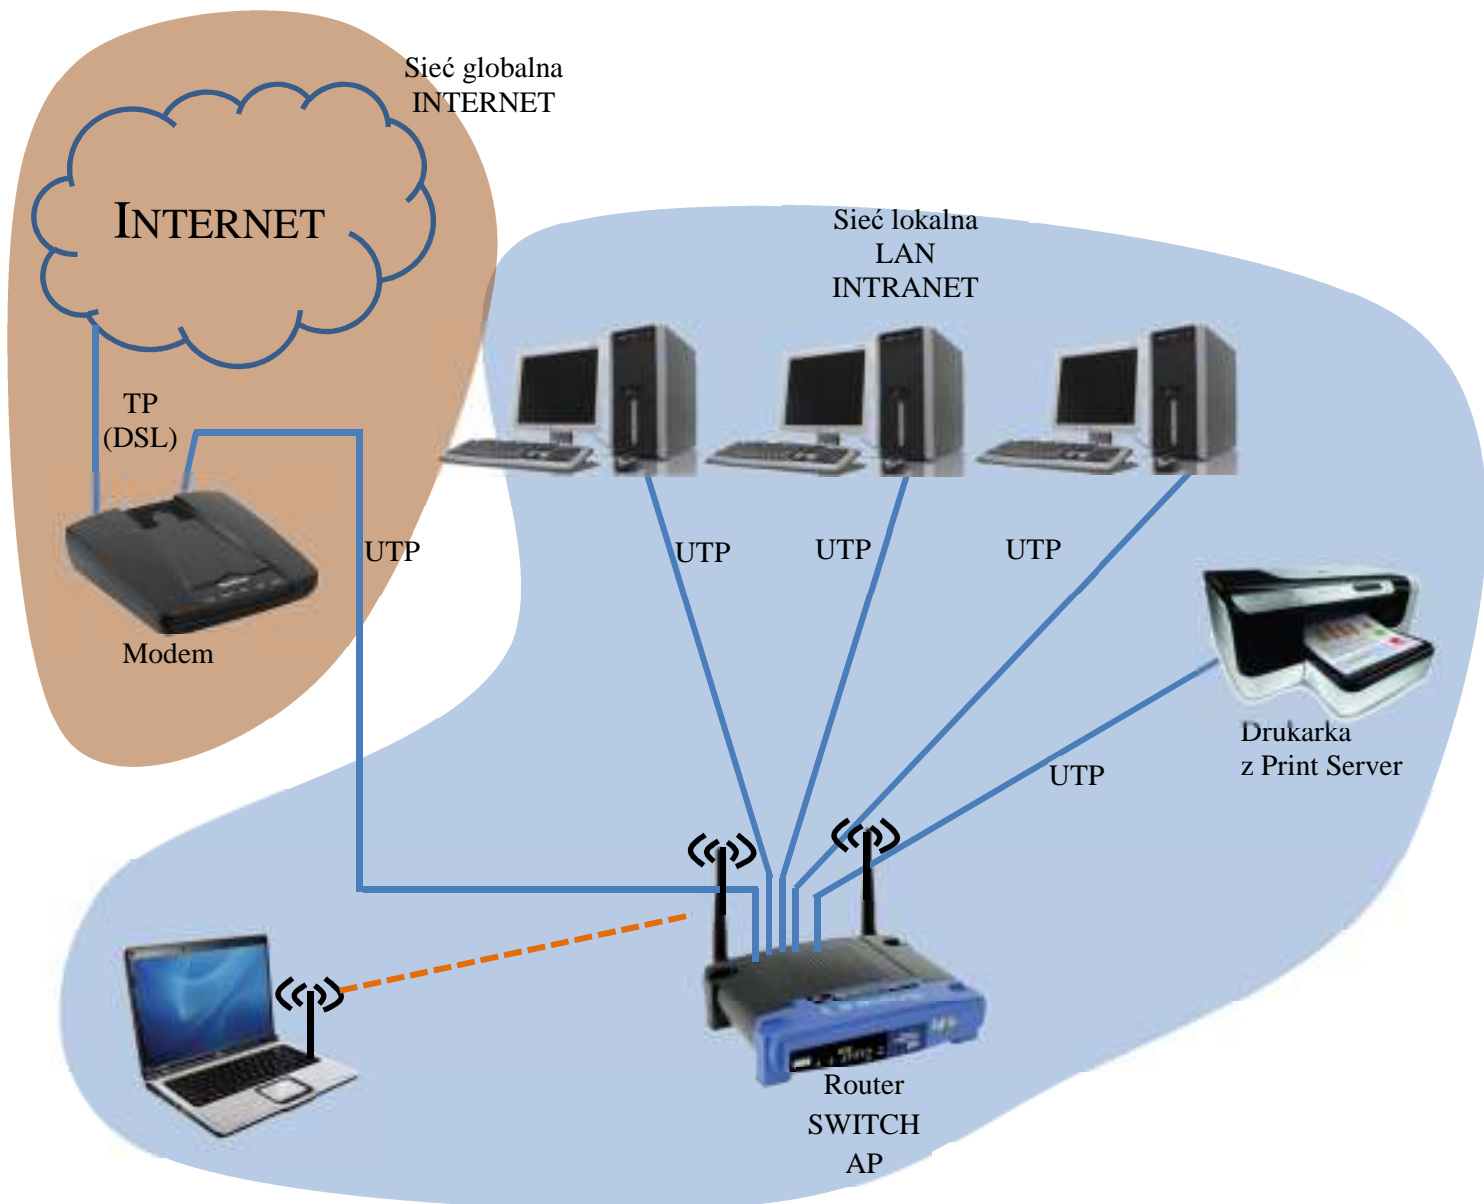 Sieć globalna
INTERNET
INTERNET
Sieć lokalna
LAN
INTRANET
TP
(DSL)
UTP
UTP
UTP
UTP
Modem
Drukarka
z Print Server
UTP
Router
SWITCH
AP